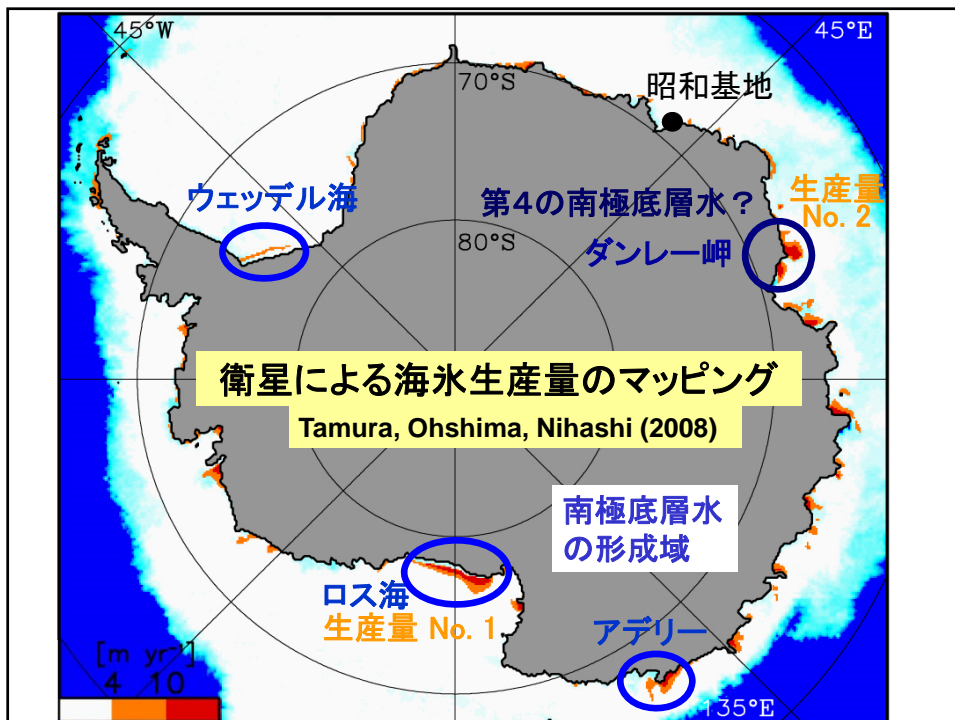 45°W
45°E
70°S
昭和基地
ウェッデル海
第4の南極底層水?
生産量
No. 2
80°S
ダンレー岬
衛星による海氷生産量のマッピング
Tamura, Ohshima, Nihashi (2008)
南極底層水
の形成域
ロス海
生産量 No. 1
アデリー
[m yr⁻¹]
4 10
135°E